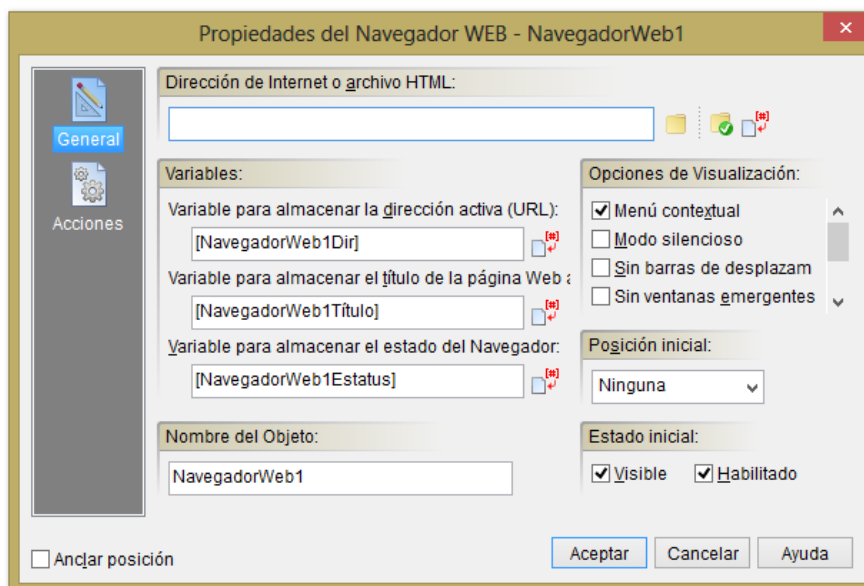 Propiedades del Navegador WEB - NavegadorWeb1
General
Acciones
Dirección de Internet o archivo HTML:
Variables:
Variable para almacenar la dirección activa (URL):
[NavegadorWeb1Dir]
Variable para almacenar el título de la página Web a
[NavegadorWeb1Título]
Variable para almacenar el estado del Navegador:
[NavegadorWeb1Estatus]
Nombre del Objeto:
NavegadorWeb1
Opciones de Visualización:
Menú contextual
Modo silencioso
Sin barras de desplazam
Sin ventanas emergentes
Posición inicial:
Ninguna
Estado inicial:
Visible Habilitado
Anclar posición
Aceptar Cancelar Ayuda